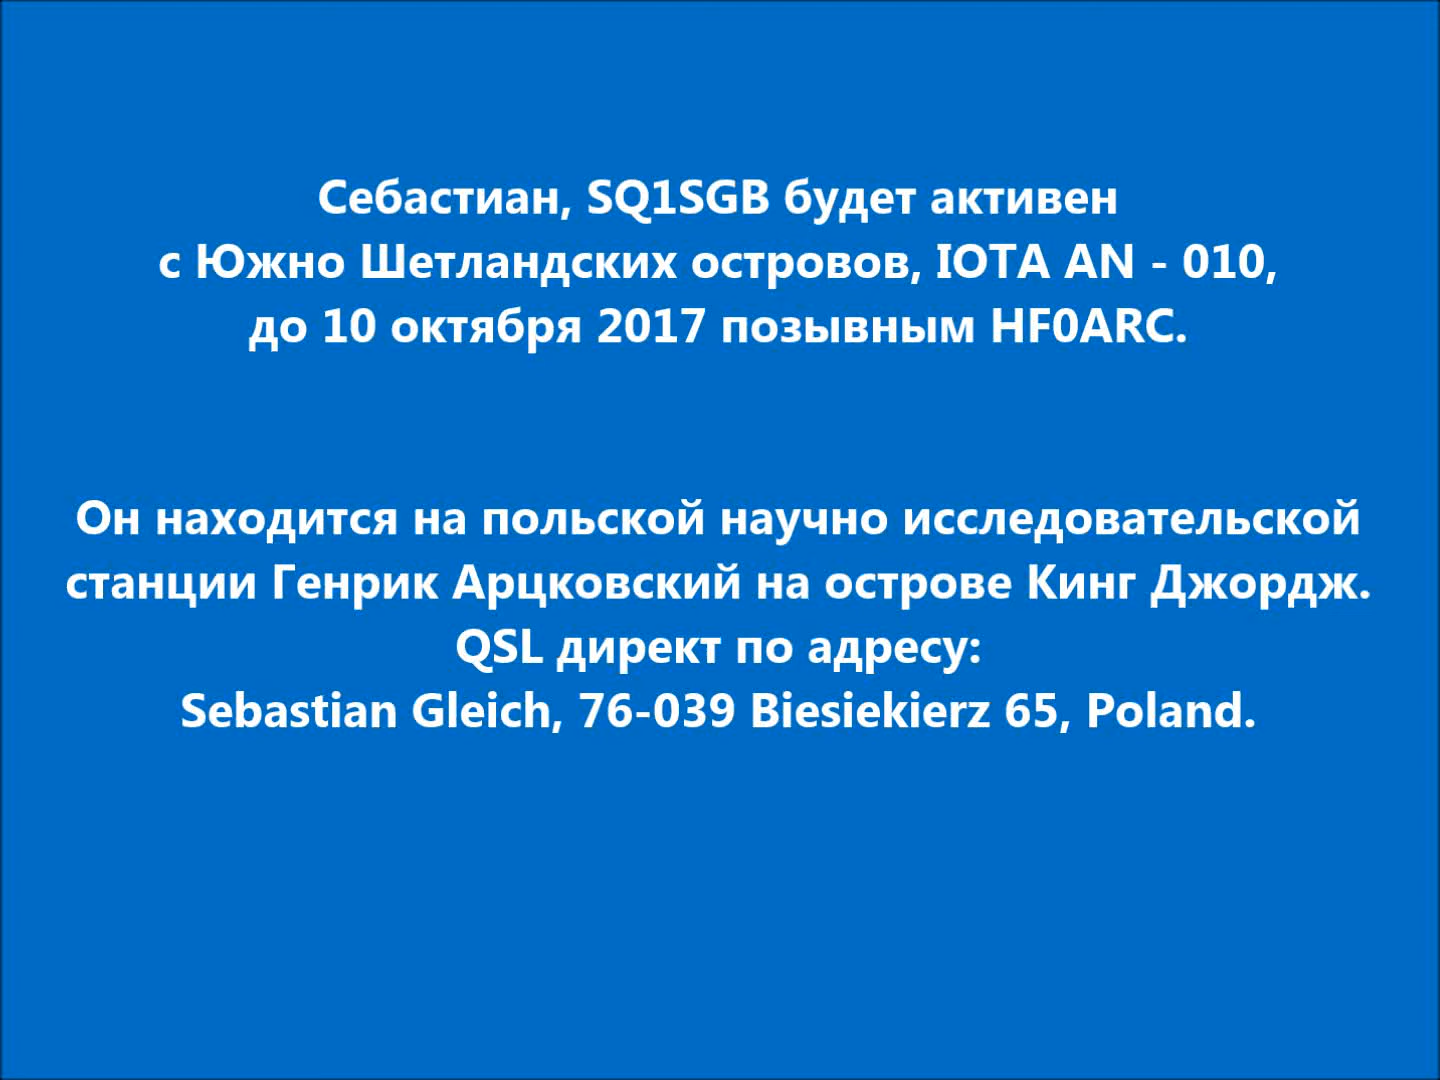 Себастиан, SQ1SGB будет активен
с Южно Шетландских островов, IOTA AN - 010,
до 10 октября 2017 позывным HF0ARC.
Он находится на польской научно исследовательской
станции Генрик Арцковский на острове Кинг Джордж.
QSL директ по адресу:
Sebastian Gleich, 76-039 Biesiekierz 65, Poland.